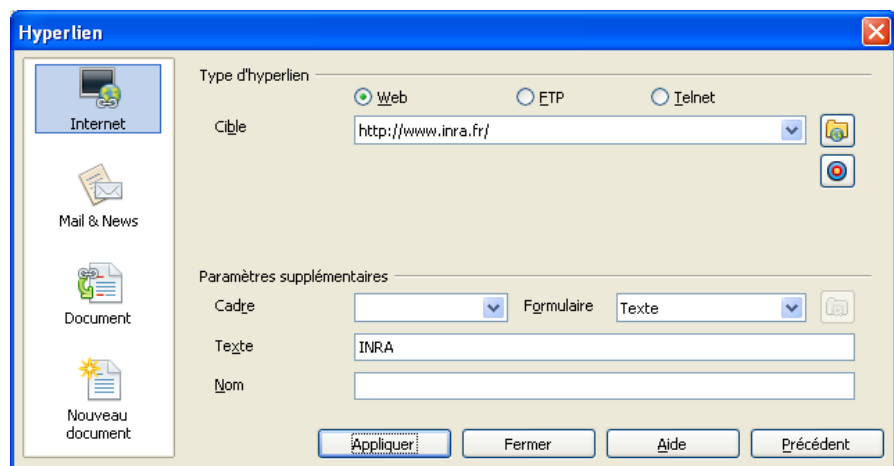 Hyperlien
Internet
Mail & News
Document
Nouveau
document
Type d'hyperlien
Web FTP Telnet
Cible http://www.inra.fr/
Paramètres supplémentaires
Cadre Formulaire Texte
Texte INRA
Nom
Appliquer Fermer Aide Précédent